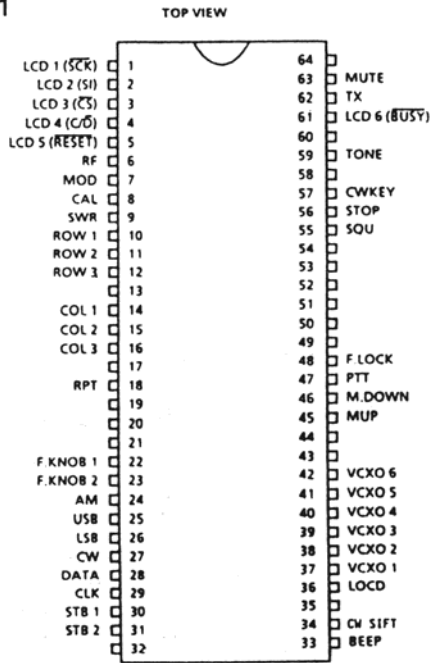 1
TOP VIEW
LCD 1 (SCK) 1
LCD 2 (SI) 2
LCD 3 (CS) 3
LCD 4 (C/D) 4
LCD 5 (RESET) 5
RF 6
MOD 7
CAL 8
SWR 9
ROW 1 10
ROW 2 11
ROW 3 12
13
COL 1 14
COL 2 15
COL 3 16
17
RPT 18
19
20
21
F.KNOB 1 22
F.KNOB 2 23
AM 24
USB 25
LSB 26
CW 27
DATA 28
CLK 29
STB 1 30
STB 2 31
32
64
63 MUTE
62 TX
61 LCD 6 (BUSY)
60
59 TONE
58
57 CWKEY
56 STOP
55 SQU
54
53
52
51
50
49
48 F.LOCK
47 PTT
46 M.DOWN
45 MUP
44
43
42 VCXO 6
41 VCXO 5
40 VCXO 4
39 VCXO 3
38 VCXO 2
37 VCXO 1
36 LOCD
35
34 CW SIFT
33 BEEP